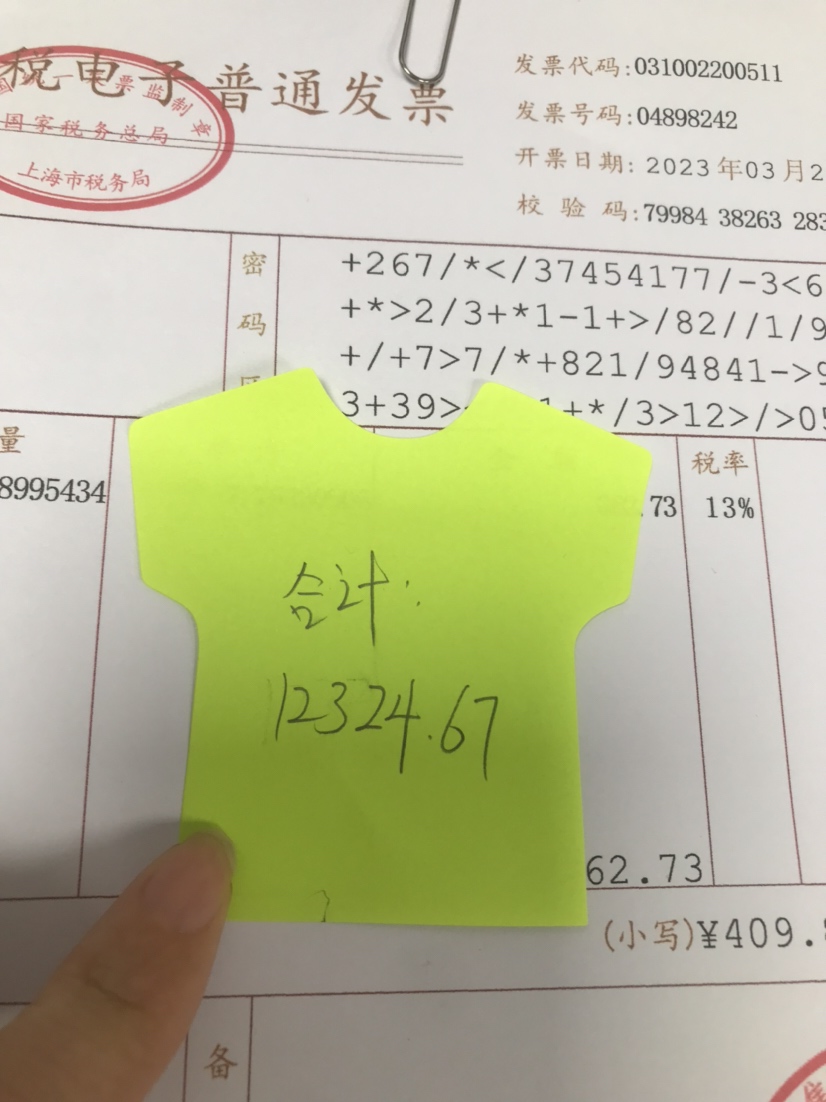 税电子普通发票
国家税务总局
上海市税务局
发票代码:031002200511
发票号码:04898242
开票日期: 2023年03月2
校 验 码:79984 38263 283
密
码
+267/*</37454177/-3<6
+*>2/3+*1-1+>/82//1/9
+/+7>7/*+821/94841->9
3+39>
+*/3>12>/>05
量
税率
8995434
.73
13%
合计:
12324.67
62.73
(小写)¥409.
备